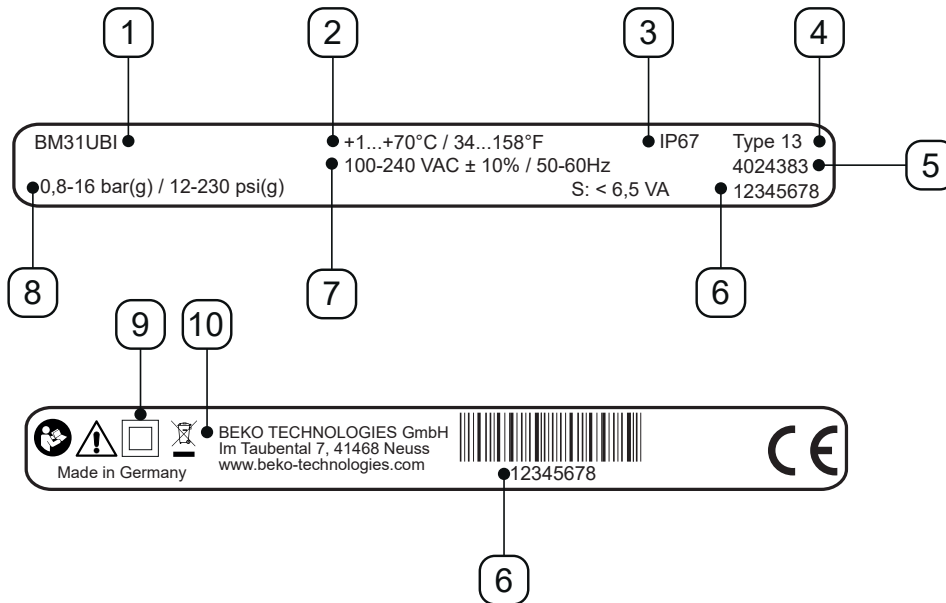 1 2 3 4
BM31UBI +1...+70°C / 34...158°F IP67 Type 13
100-240 VAC ± 10% / 50-60Hz 4024383
0,8-16 bar(g) / 12-230 psi(g) S: < 6,5 VA 12345678
5
8 7 6
9 10
BEKO TECHNOLOGIES GmbH
Im Taubental 7, 41468 Neuss
www.beko-technologies.com
Made in Germany
12345678
CE
6